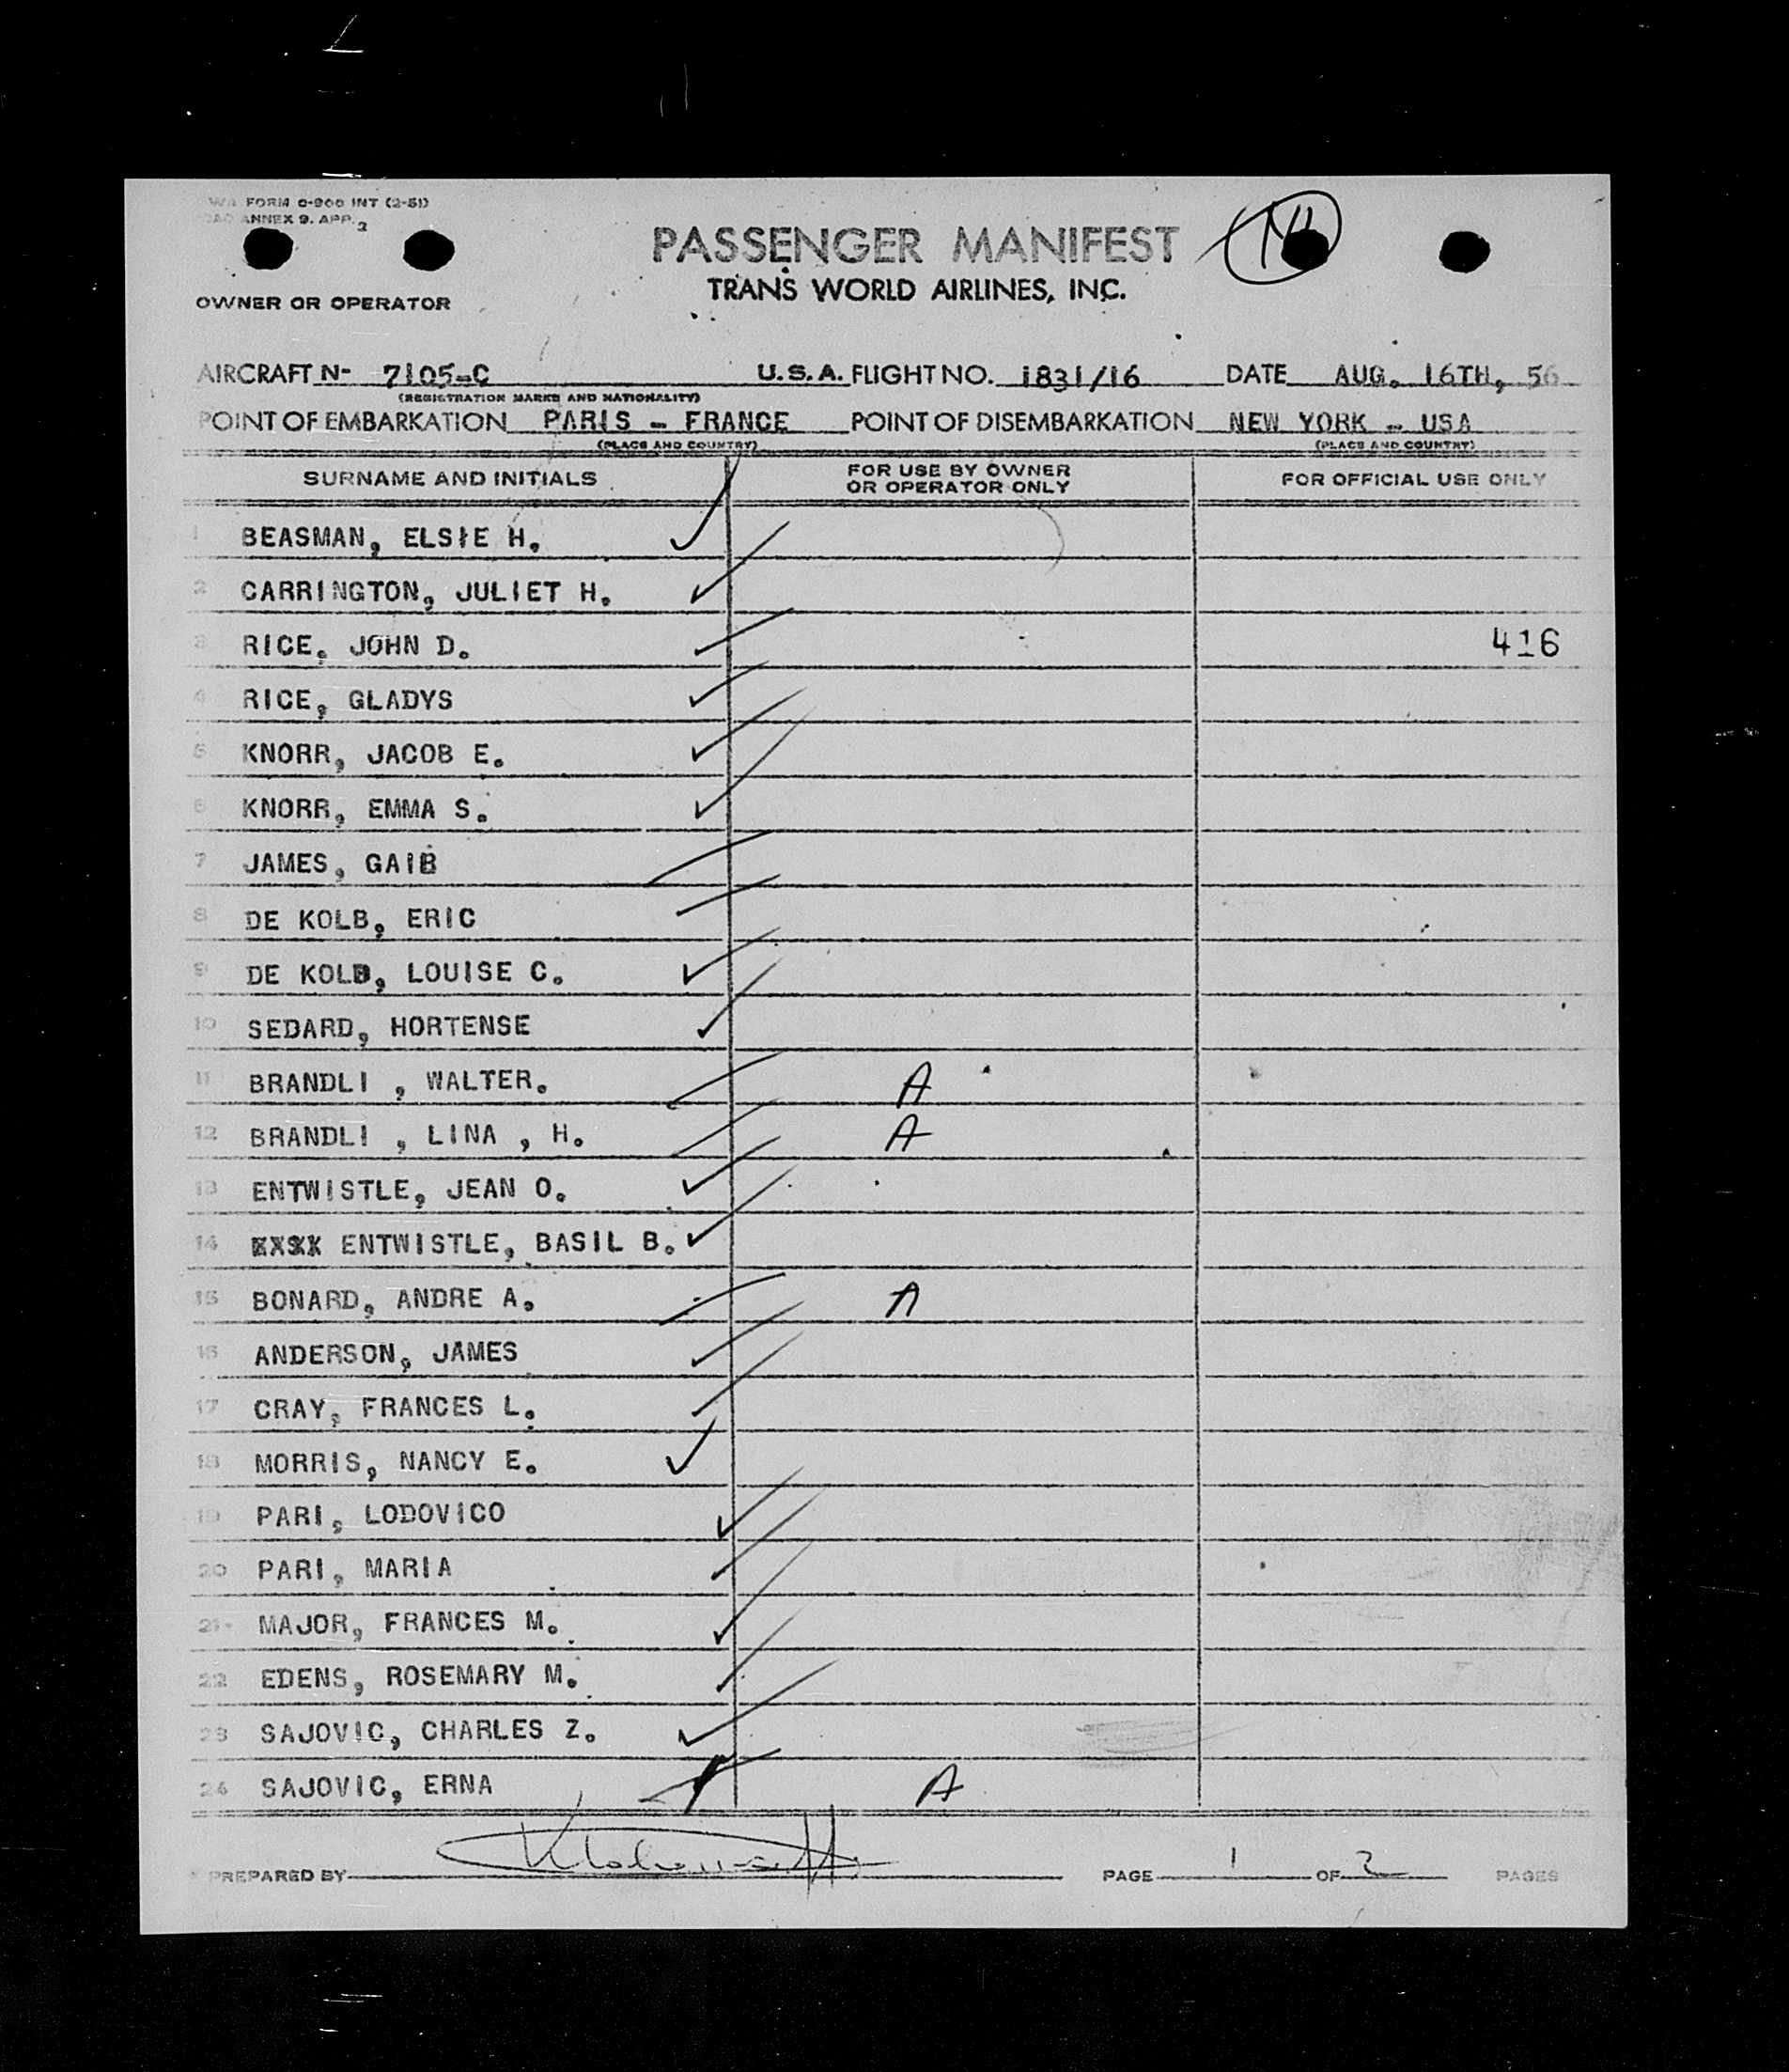 FORM 0-900 INT (2-51)
ANNEX 9. APP. 2
PASSENGER MANIFEST
TRANS WORLD AIRLINES, INC.
OWNER OR OPERATOR
AIRCRAFT N- 7105-C U.S.A. FLIGHT NO. 1831/16 DATE AUG. 16TH, 56
(REGISTRATION MARKS AND NATIONALITY)
POINT OF EMBARKATION PARIS - FRANCE POINT OF DISEMBARKATION NEW YORK - USA
(PLACE AND COUNTRY) (PLACE AND COUNTRY)
SURNAME AND INITIALS FOR USE BY OWNER OR OPERATOR ONLY FOR OFFICIAL USE ONLY
1 BEASMAN, ELSIE H.
2 CARRINGTON, JULIET H.
3 RICE, JOHN D. 416
4 RICE, GLADYS
5 KNORR, JACOB E.
6 KNORR, EMMA S.
7 JAMES, GAIB
8 DE KOLB, ERIC
9 DE KOLB, LOUISE C.
10 SEDARD, HORTENSE
11 BRANDLI , WALTER. A
12 BRANDLI , LINA , H. A
13 ENTWISTLE, JEAN O.
14 ENTWISTLE, BASIL B.
15 BONARD, ANDRE A. A
16 ANDERSON, JAMES
17 CRAY, FRANCES L.
18 MORRIS, NANCY E.
19 PARI, LODOVICO
20 PARI, MARIA
21 MAJOR, FRANCES M.
22 EDENS, ROSEMARY M.
23 SAJOVIC, CHARLES Z.
24 SAJOVIC, ERNA A
PREPARED BY PAGE 1 OF 2 PAGES